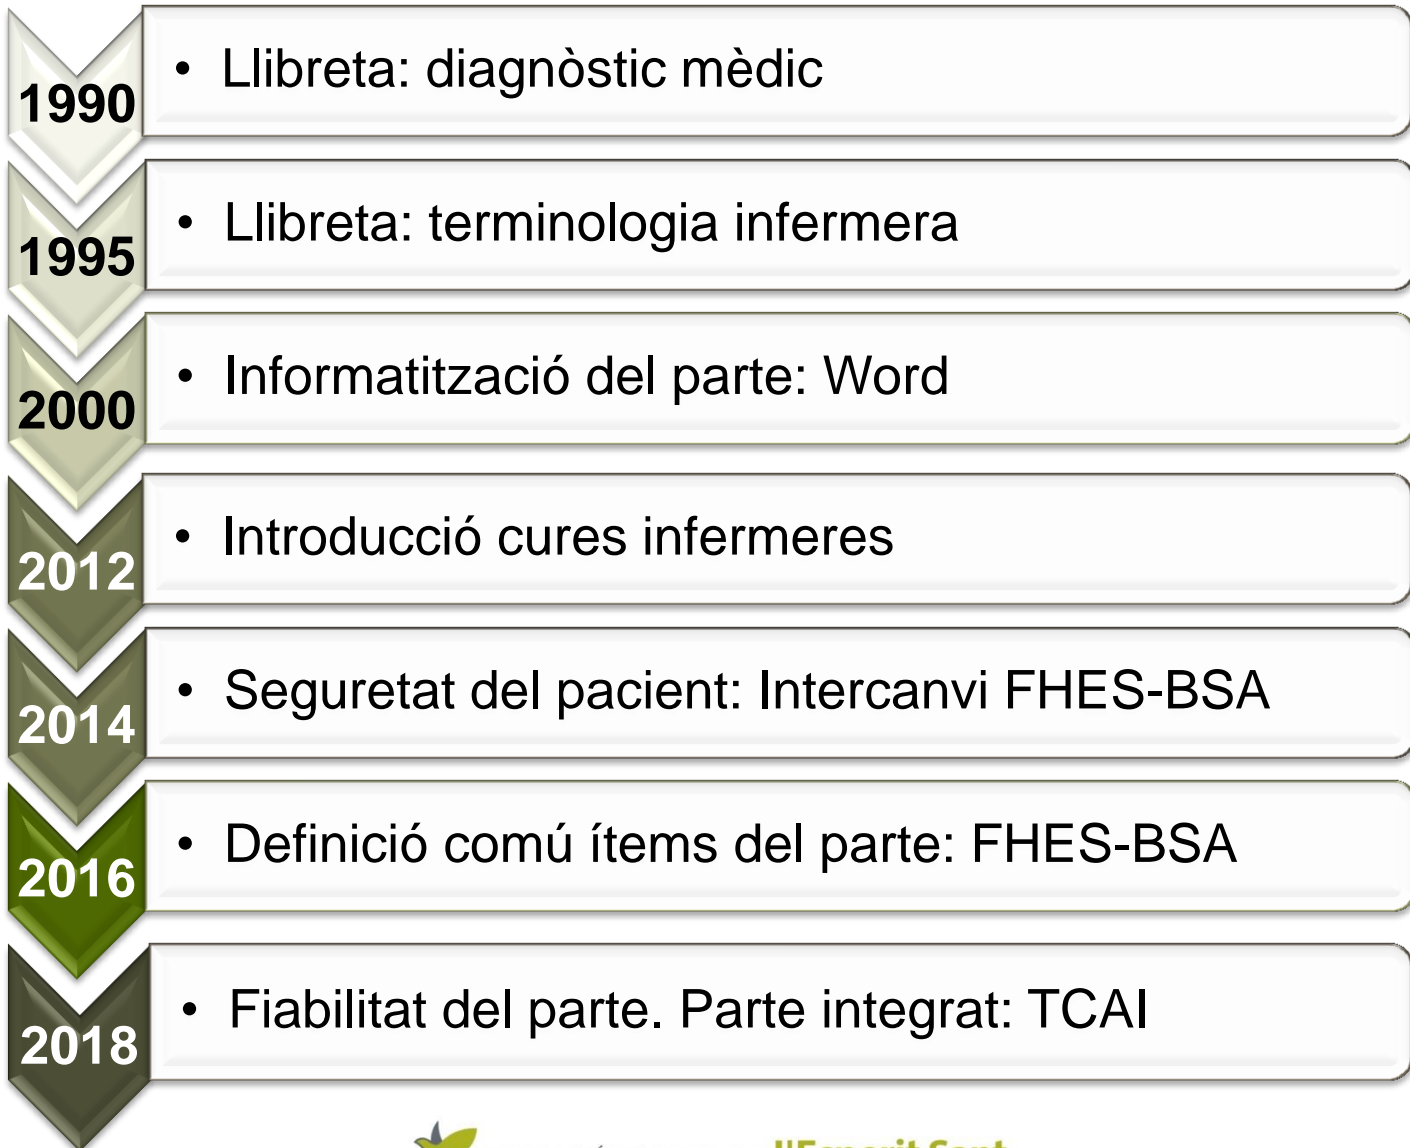 1990
• Llibreta: diagnòstic mèdic
1995
• Llibreta: terminologia infermera
2000
• Informatització del parte: Word
2012
• Introducció cures infermeres
2014
• Seguretat del pacient: Intercanvi FHES-BSA
2016
• Definició comú ítems del parte: FHES-BSA
2018
• Fiabilitat del parte. Parte integrat: TCAI
l'Esperit Sant